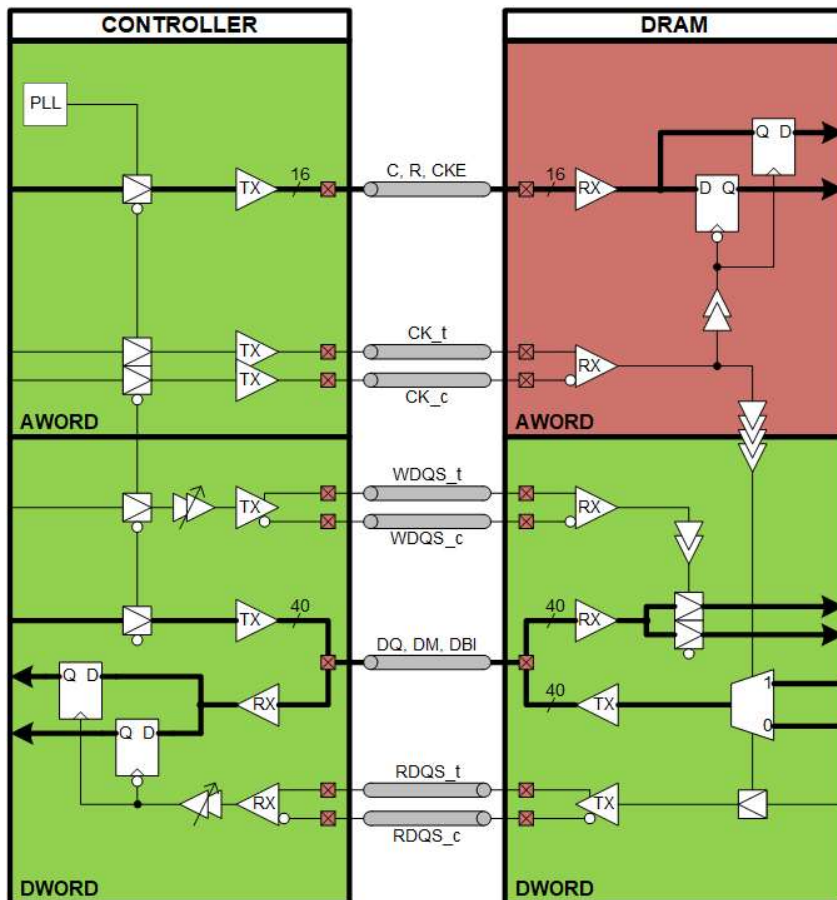 CONTROLLER
DRAM
PLL
Q D
TX
16
C, R, CKE
16
RX
D Q
CK_t
TX
RX
TX
CK_c
AWORD
AWORD
WDQS_t
TX
RX
WDQS_c
TX
40
40
RX
DQ, DM, DBI
Q D
40
1
RX
TX
Q D
0
RDQS_t
RX
TX
RDQS_c
DWORD
DWORD